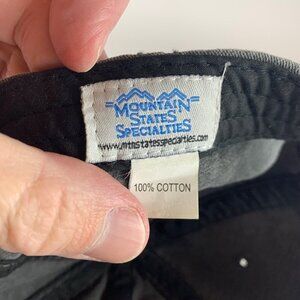 MOUNTAIN
STATES
SPECIALTIES
www.mtnstatesspecialties.com
100% COTTON